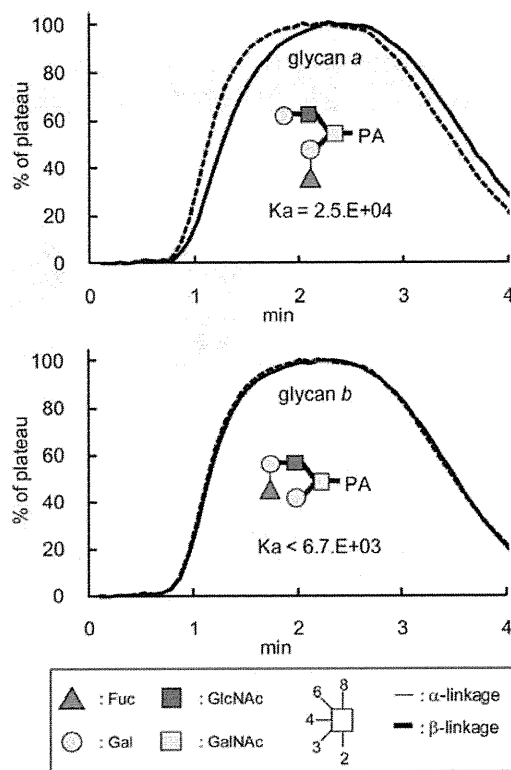 100
80
60
40
20
0
% of plateau
glycan a
PA
Ka = 2.5.E+04
0 1 2 3 4
min
100
80
60
40
20
0
% of plateau
glycan b
PA
Ka < 6.7.E+03
0 1 2 3 4
min
: Fuc : GlcNAc
: Gal : GalNAc
6 8
4
3 2
: α-linkage
: β-linkage